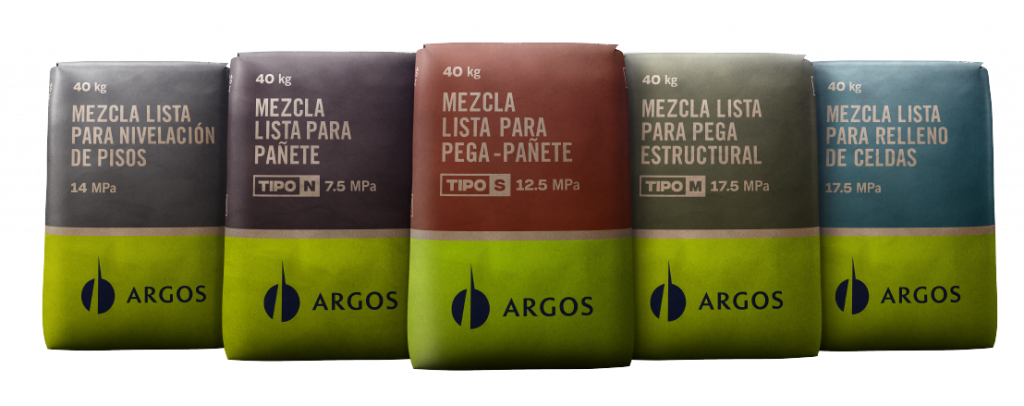 40 kg
MEZCLA LISTA
PARA NIVELACIÓN
DE PISOS
14 MPa
ARGOS
40 kg
MEZCLA
LISTA PARA
PAÑETE
TIPO N 7.5 MPa
ARGOS
40 kg
MEZCLA
LISTA PARA
PEGA-PAÑETE
TIPO S 12.5 MPa
ARGOS
40 kg
MEZCLA LISTA
PARA PEGA
ESTRUCTURAL
TIPO M 17.5 MPa
ARGOS
40 kg
MEZCLA LISTA
PARA RELLENO
DE CELDAS
17.5 MPa
ARGOS